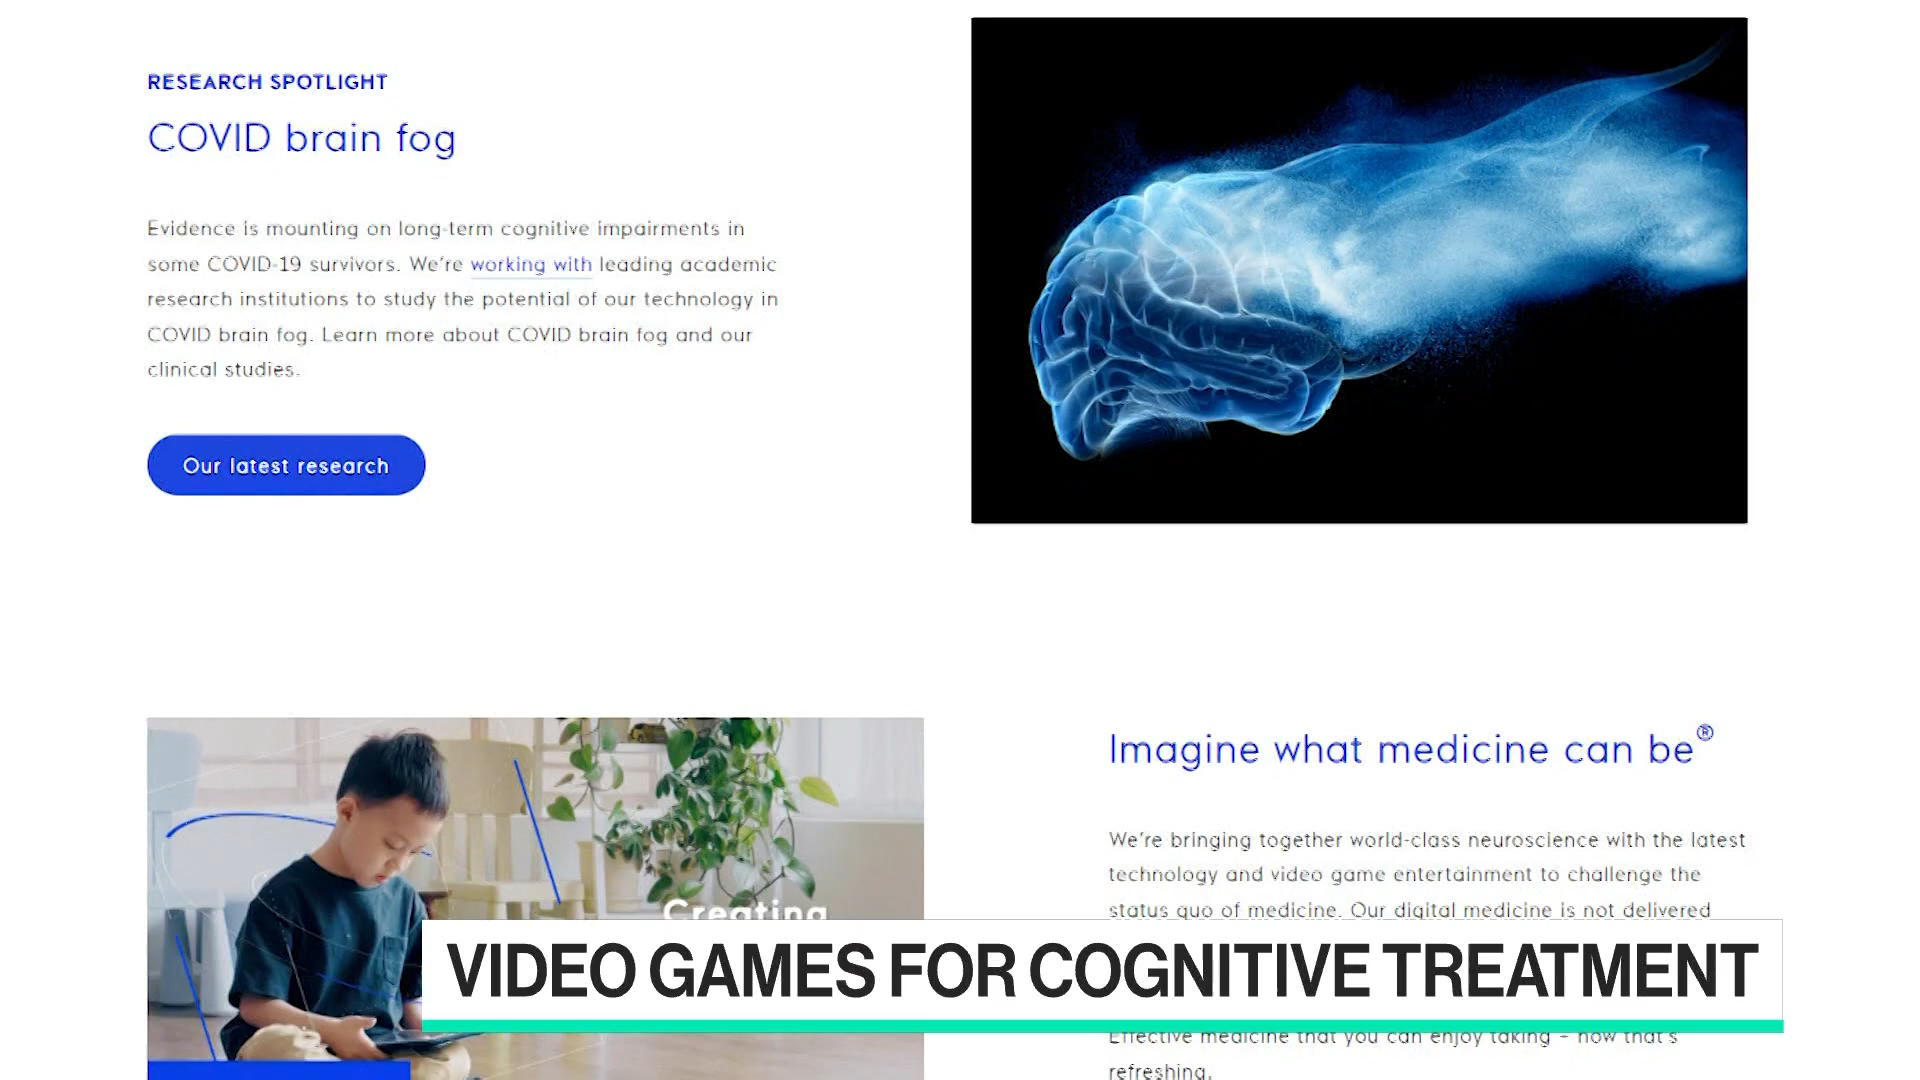 RESEARCH SPOTLIGHT
COVID brain fog
Evidence is mounting on long-term cognitive impairments in
some COVID-19 survivors. We're working with leading academic
research institutions to study the potential of our technology in
COVID brain fog. Learn more about COVID brain fog and our
clinical studies.
Our latest research
Imagine what medicine can be®
We're bringing together world-class neuroscience with the latest
technology and video game entertainment to challenge the
status quo of medicine. Our digital medicine is not delivered
Creating
VIDEO GAMES FOR COGNITIVE TREATMENT
Effective medicine that you can enjoy taking – how that's
refreshing.